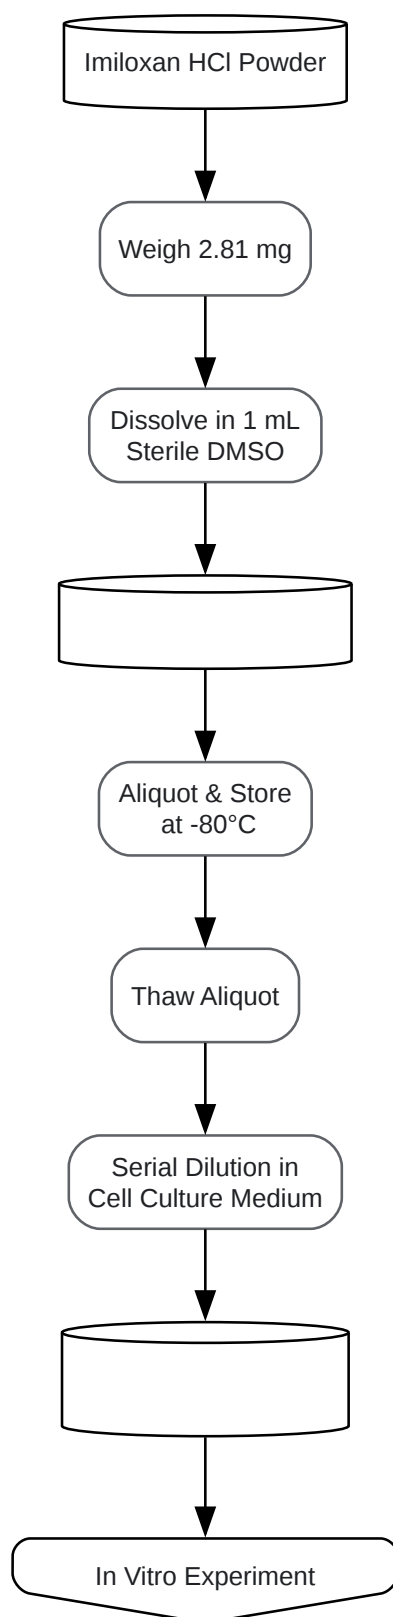 Imiloxan HCl Powder
Weigh 2.81 mg
Dissolve in 1 mL
Sterile DMSO
Aliquot & Store
at -80°C
Thaw Aliquot
Serial Dilution in
Cell Culture Medium
In Vitro Experiment